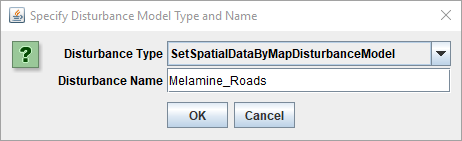 Specify Disturbance Model Type and Name
?
Disturbance Type SetSpatialDataByMapDisturbanceModel
Disturbance Name Melamine_Roads
OK Cancel